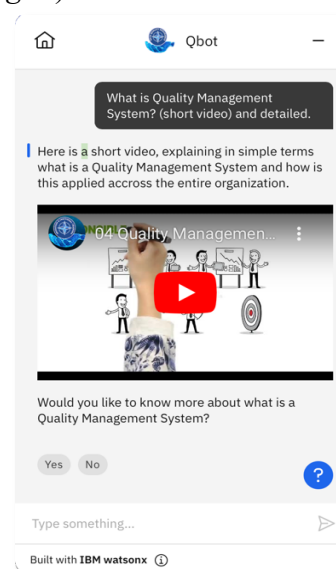 Qbot
What is Quality Management
System? (short video) and detailed.
Here is a short video, explaining in simple terms
what is a Quality Management System and how is
this applied accross the entire organization.
04 Quality Managemen...
Would you like to know more about what is a
Quality Management System?
Yes No
?
Type something...
Built with IBM watsonx